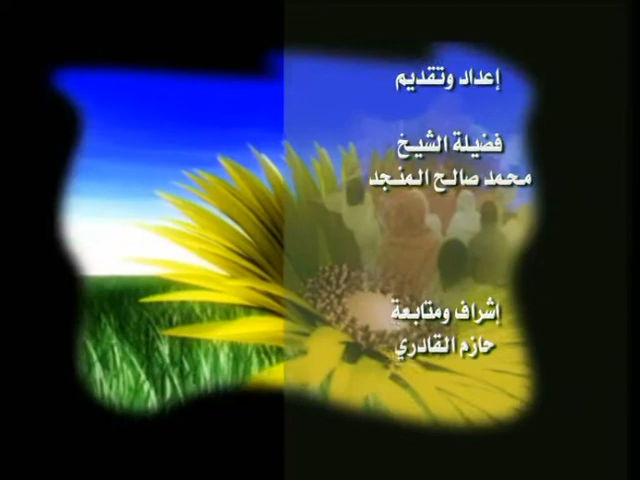 إعداد وتقديم
فضيلة الشيخ
محمد صالح المنجد
إشراف ومتابعة
حازم القادري